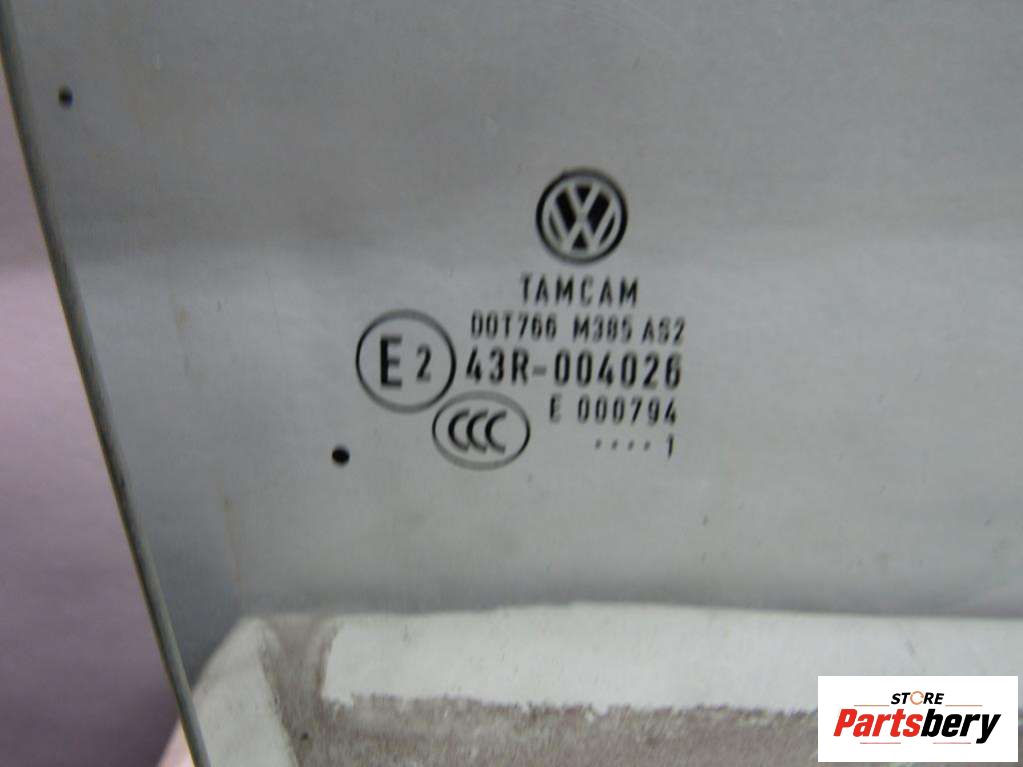 TAMCAM
DOT766 M385 AS2
E2 43R-004026
E 000794
CCC
····1
STORE
Partsbery